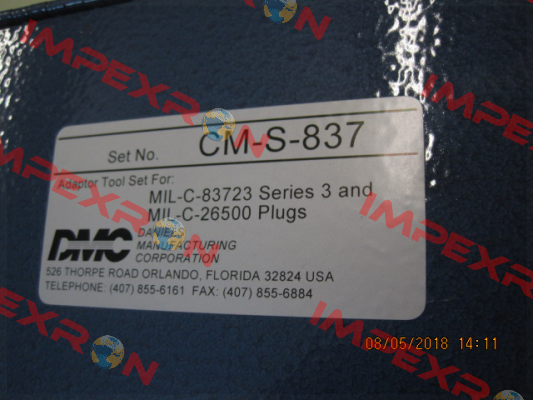 IMPEXRON
Set No. CM-S-837
Adaptor Tool Set For:
MIL-C-83723 Series 3 and
MIL-C-26500 Plugs
DMC
DANIELS
MANUFACTURING
CORPORATION
526 THORPE ROAD ORLANDO, FLORIDA 32824 USA
TELEPHONE: (407) 855-6161 FAX: (407) 855-6884
08/05/2018 14:11